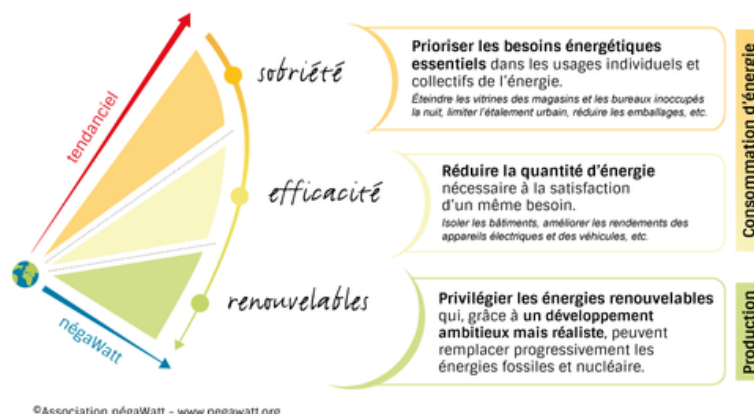 tendanciel
négaWatt
sobriété
Prioriser les besoins énergétiques
essentiels dans les usages individuels et
collectifs de l'énergie.
Éteindre les vitrines des magasins et les bureaux inoccupés
la nuit, limiter l'étalement urbain, réduire les emballages, etc.
efficacité
Réduire la quantité d'énergie
nécessaire à la satisfaction
d'un même besoin.
Isoler les bâtiments, améliorer les rendements des
appareils électriques et des véhicules, etc.
Consommation d'énergie
renouvelables
Privilégier les énergies renouvelables
qui, grâce à un développement
ambitieux mais réaliste, peuvent
remplacer progressivement les
énergies fossiles et nucléaire.
Production
©Association négaWatt - www.negawatt.org